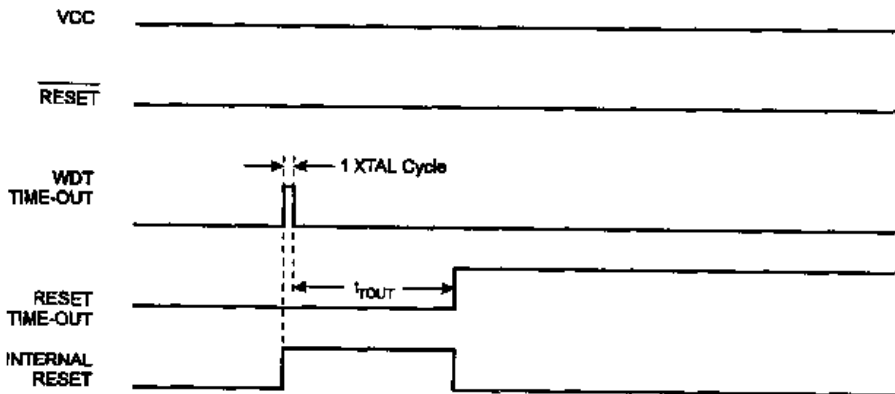 VCC
RESET
1 XTAL Cycle
WDT
TIME-OUT
tTOUT
RESET
TIME-OUT
INTERNAL
RESET